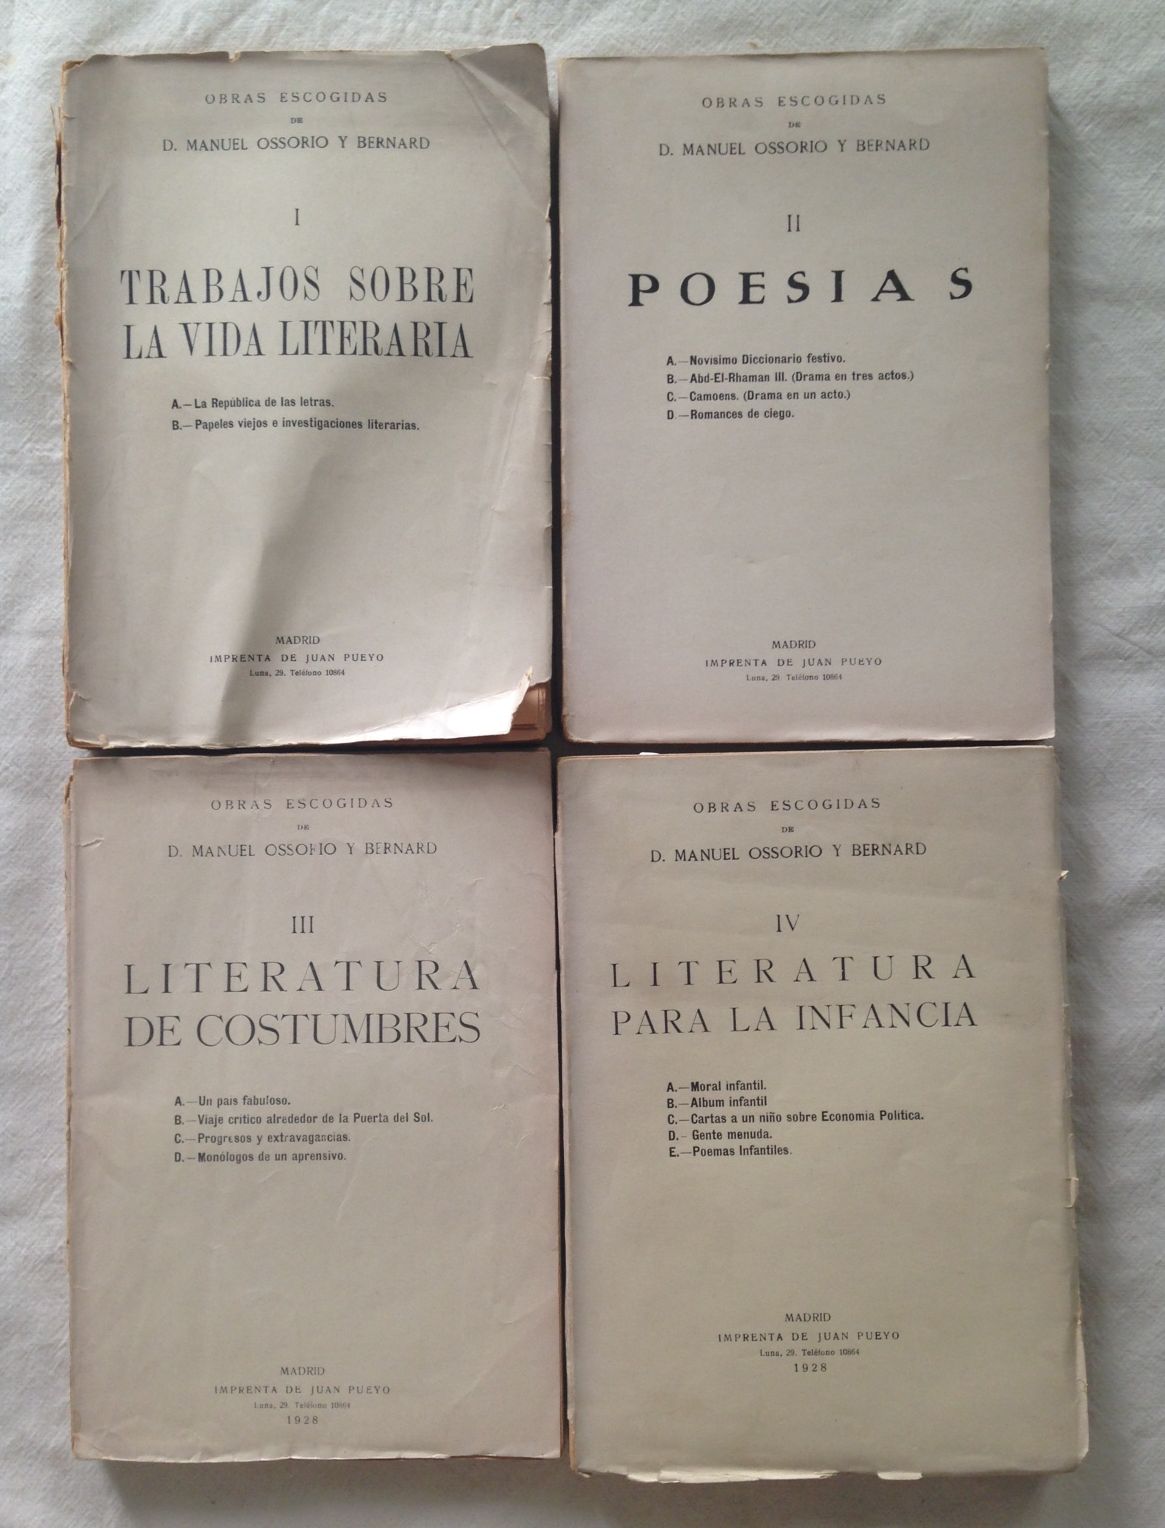 OBRAS ESCOGIDAS
DE
D. MANUEL OSSORIO Y BERNARD
I
TRABAJOS SOBRE
LA VIDA LITERARIA
A.—La República de las letras.
B.—Papeles viejos e investigaciones literarias.
MADRID
IMPRENTA DE JUAN PUEYO
Luna, 29. Teléfono 10864
OBRAS ESCOGIDAS
DE
D. MANUEL OSSORIO Y BERNARD
II
POESIAS
A.—Novísimo Diccionario festivo.
B.—Abd-El-Rhaman III. (Drama en tres actos.)
C.—Camoens. (Drama en un acto.)
D.—Romances de ciego.
MADRID
IMPRENTA DE JUAN PUEYO
Luna, 29. Teléfono 10864
OBRAS ESCOGIDAS
DE
D. MANUEL OSSORIO Y BERNARD
III
LITERATURA
DE COSTUMBRES
A.—Un país fabuloso.
B.—Viaje crítico alrededor de la Puerta del Sol.
C.—Progresos y extravagancias.
D.—Monólogos de un aprensivo.
MADRID
IMPRENTA DE JUAN PUEYO
Luna, 29. Teléfono 10864
1928
OBRAS ESCOGIDAS
DE
D. MANUEL OSSORIO Y BERNARD
IV
LITERATURA
PARA LA INFANCIA
A.—Moral infantil.
B.—Album infantil
C.—Cartas a un niño sobre Economía Política.
D.—Gente menuda.
E.—Poemas Infantiles.
MADRID
IMPRENTA DE JUAN PUEYO
Luna, 29. Teléfono 10864
1928